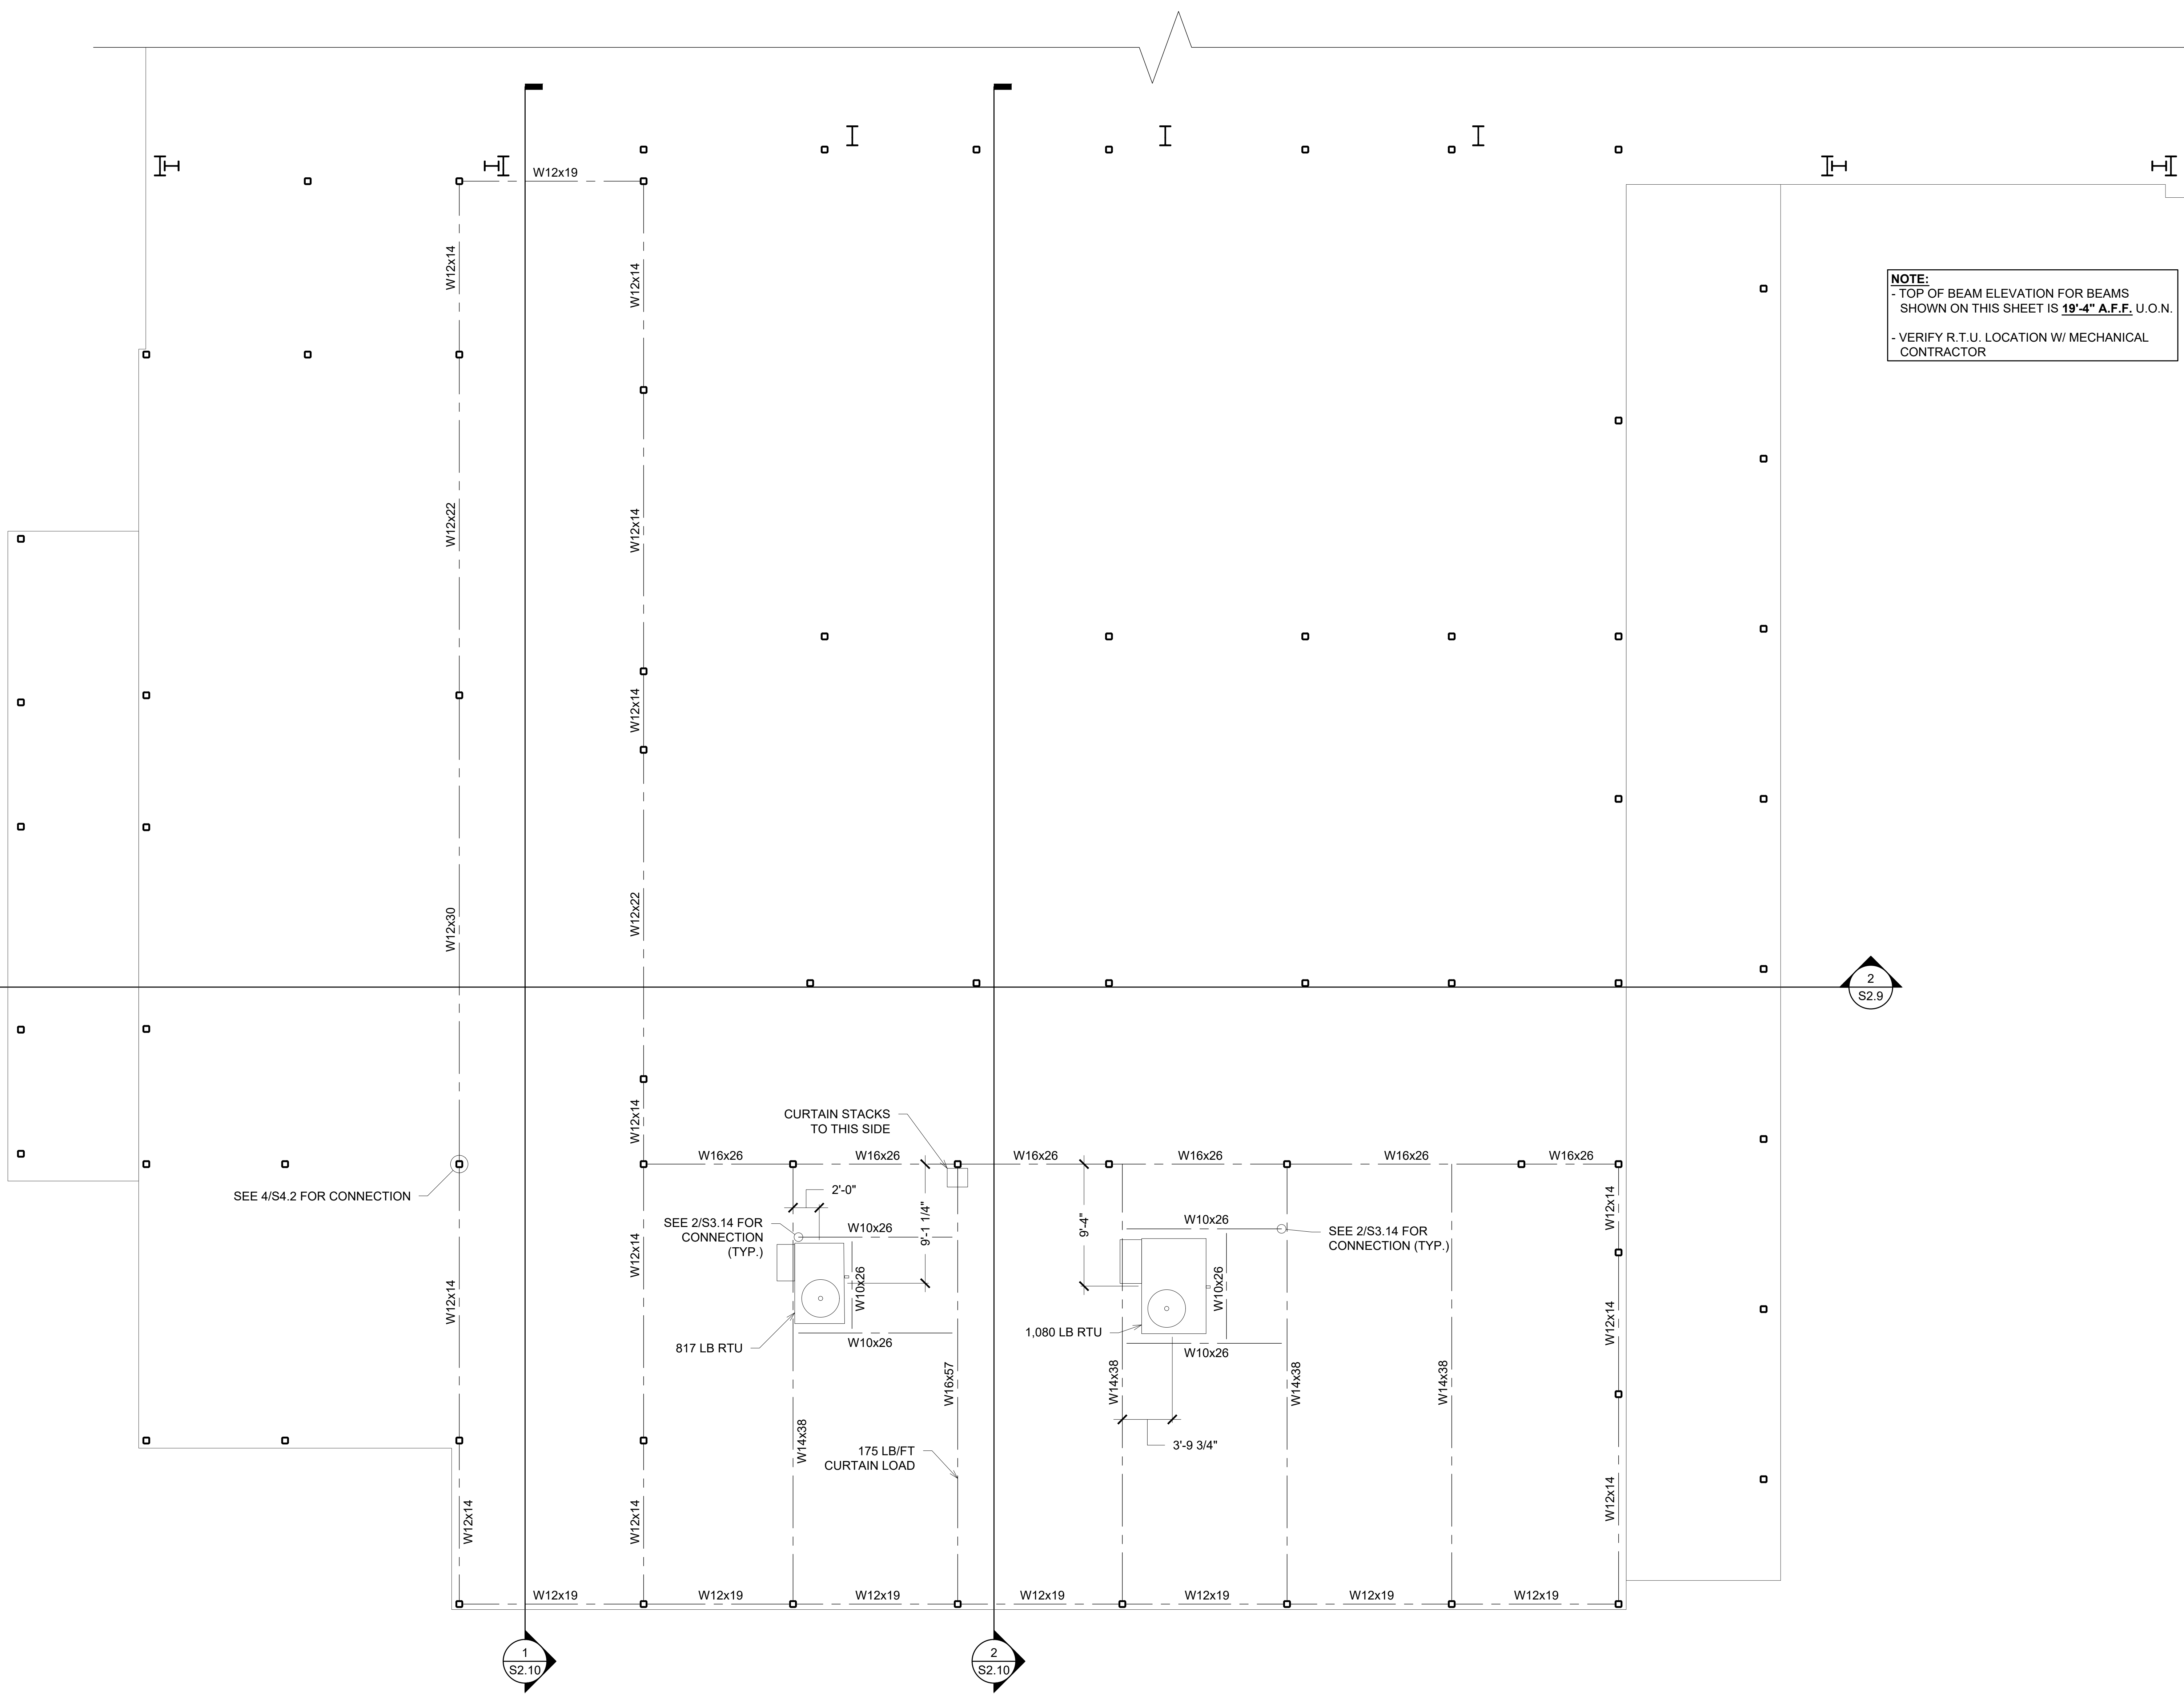 W12x19
W12x14
W12x14
NOTE:
- TOP OF BEAM ELEVATION FOR BEAMS
SHOWN ON THIS SHEET IS 19'-4" A.F.F. U.O.N.
- VERIFY R.T.U. LOCATION W/ MECHANICAL
CONTRACTOR
W12x22
W12x14
W12x14
W12x30
W12x22
2
S2.9
W12x14
CURTAIN STACKS
TO THIS SIDE
W16x26
W16x26
W16x26
W16x26
W16x26
W16x26
SEE 4/S4.2 FOR CONNECTION
2'-0"
9'-1 1/4"
9'-4"
W12x14
SEE 2/S3.14 FOR
CONNECTION
(TYP.)
W10x26
W10x26
SEE 2/S3.14 FOR
CONNECTION (TYP.)
W12x14
W12x14
W10x26
W10x26
W12x14
817 LB RTU
W10x26
1,080 LB RTU
W10x26
W16x57
W14x38
W14x38
W14x38
W14x38
175 LB/FT
CURTAIN LOAD
3'-9 3/4"
W12x14
W12x14
W12x14
W12x19
W12x19
W12x19
W12x19
W12x19
W12x19
W12x19
1
S2.10
2
S2.10